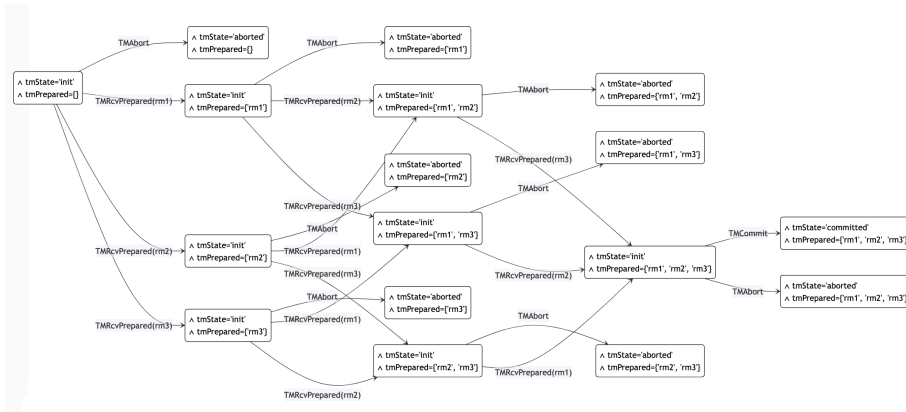 ∧ tmState='aborted'
∧ tmPrepared={}
∧ tmState='aborted'
∧ tmPrepared={'rm1'}
TMAbort
TMAbort
∧ tmState='init'
∧ tmPrepared={}
∧ tmState='init'
∧ tmPrepared={'rm1'}
∧ tmState='init'
∧ tmPrepared={'rm1', 'rm2'}
∧ tmState='aborted'
∧ tmPrepared={'rm1', 'rm2'}
TMAbort
TMRcvPrepared(rm1)
TMRcvPrepared(rm2)
∧ tmState='aborted'
∧ tmPrepared={'rm1', 'rm3'}
TMRcvPrepared(rm3)
∧ tmState='aborted'
∧ tmPrepared={'rm2'}
TMAbort
TMRcvPrepared(rm3)
∧ tmState='init'
∧ tmPrepared={'rm1', 'rm3'}
TMAbort
TMCommit
∧ tmState='committed'
∧ tmPrepared={'rm1', 'rm2', 'rm3'}
TMRcvPrepared(rm2)
∧ tmState='init'
∧ tmPrepared={'rm2'}
TMRcvPrepared(rm1)
∧ tmState='init'
∧ tmPrepared={'rm1', 'rm2', 'rm3'}
TMRcvPrepared(rm3)
TMRcvPrepared(rm2)
TMAbort
∧ tmState='aborted'
∧ tmPrepared={'rm1', 'rm2', 'rm3'}
TMAbort
∧ tmState='aborted'
∧ tmPrepared={'rm3'}
TMRcvPrepared(rm3)
∧ tmState='init'
∧ tmPrepared={'rm3'}
TMRcvPrepared(rm1)
TMAbort
∧ tmState='init'
∧ tmPrepared={'rm2', 'rm3'}
∧ tmState='aborted'
∧ tmPrepared={'rm2', 'rm3'}
TMRcvPrepared(rm1)
TMRcvPrepared(rm2)